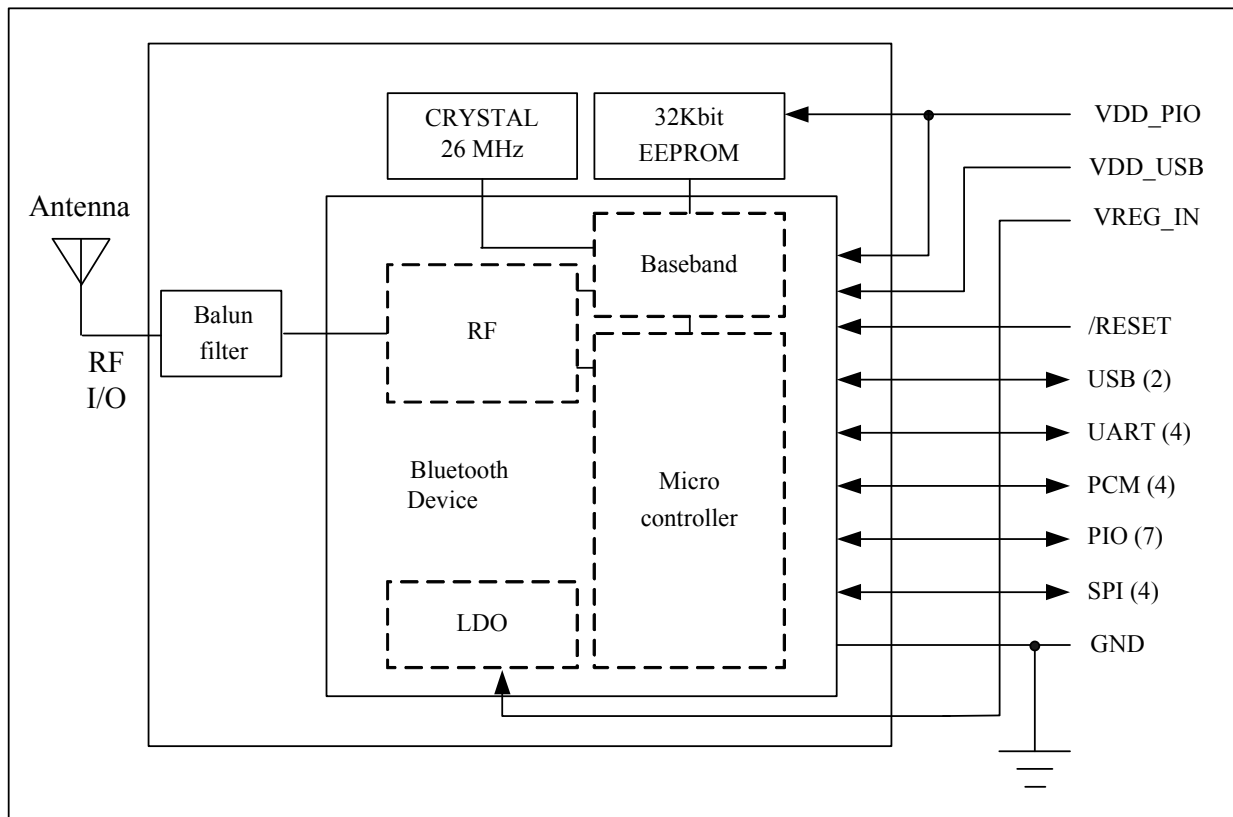 CRYSTAL
26 MHz
32Kbit
EEPROM
VDD_PIO
VDD_USB
VREG_IN
Antenna
Baseband
Balun
filter
RF
RF
I/O
/RESET
USB (2)
UART (4)
PCM (4)
PIO (7)
SPI (4)
GND
Bluetooth
Device
Micro
controller
LDO